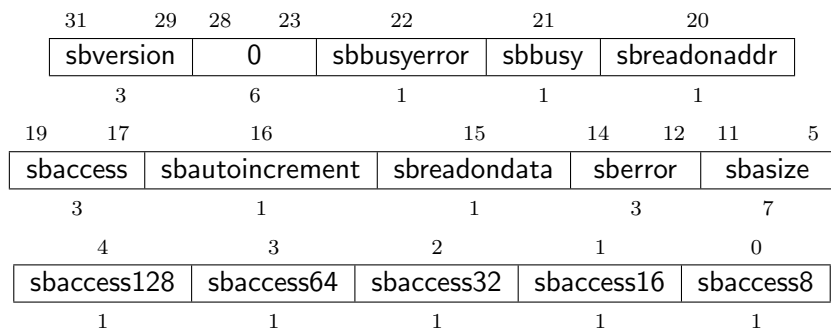 31 29 28 23 22 21 20
sbversion 0 sbbusyerror sbbusy sbreadonaddr
3 6 1 1 1
19 17 16 15 14 12 11 5
sbaccess sbautoincrement sbreadondata sberror sbasize
3 1 1 3 7
4 3 2 1 0
sbaccess128 sbaccess64 sbaccess32 sbaccess16 sbaccess8
1 1 1 1 1